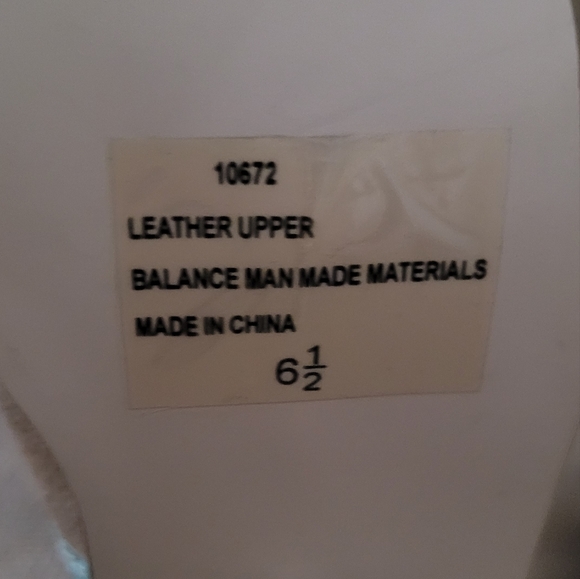 10672
LEATHER UPPER
BALANCE MAN MADE MATERIALS
MADE IN CHINA
6½